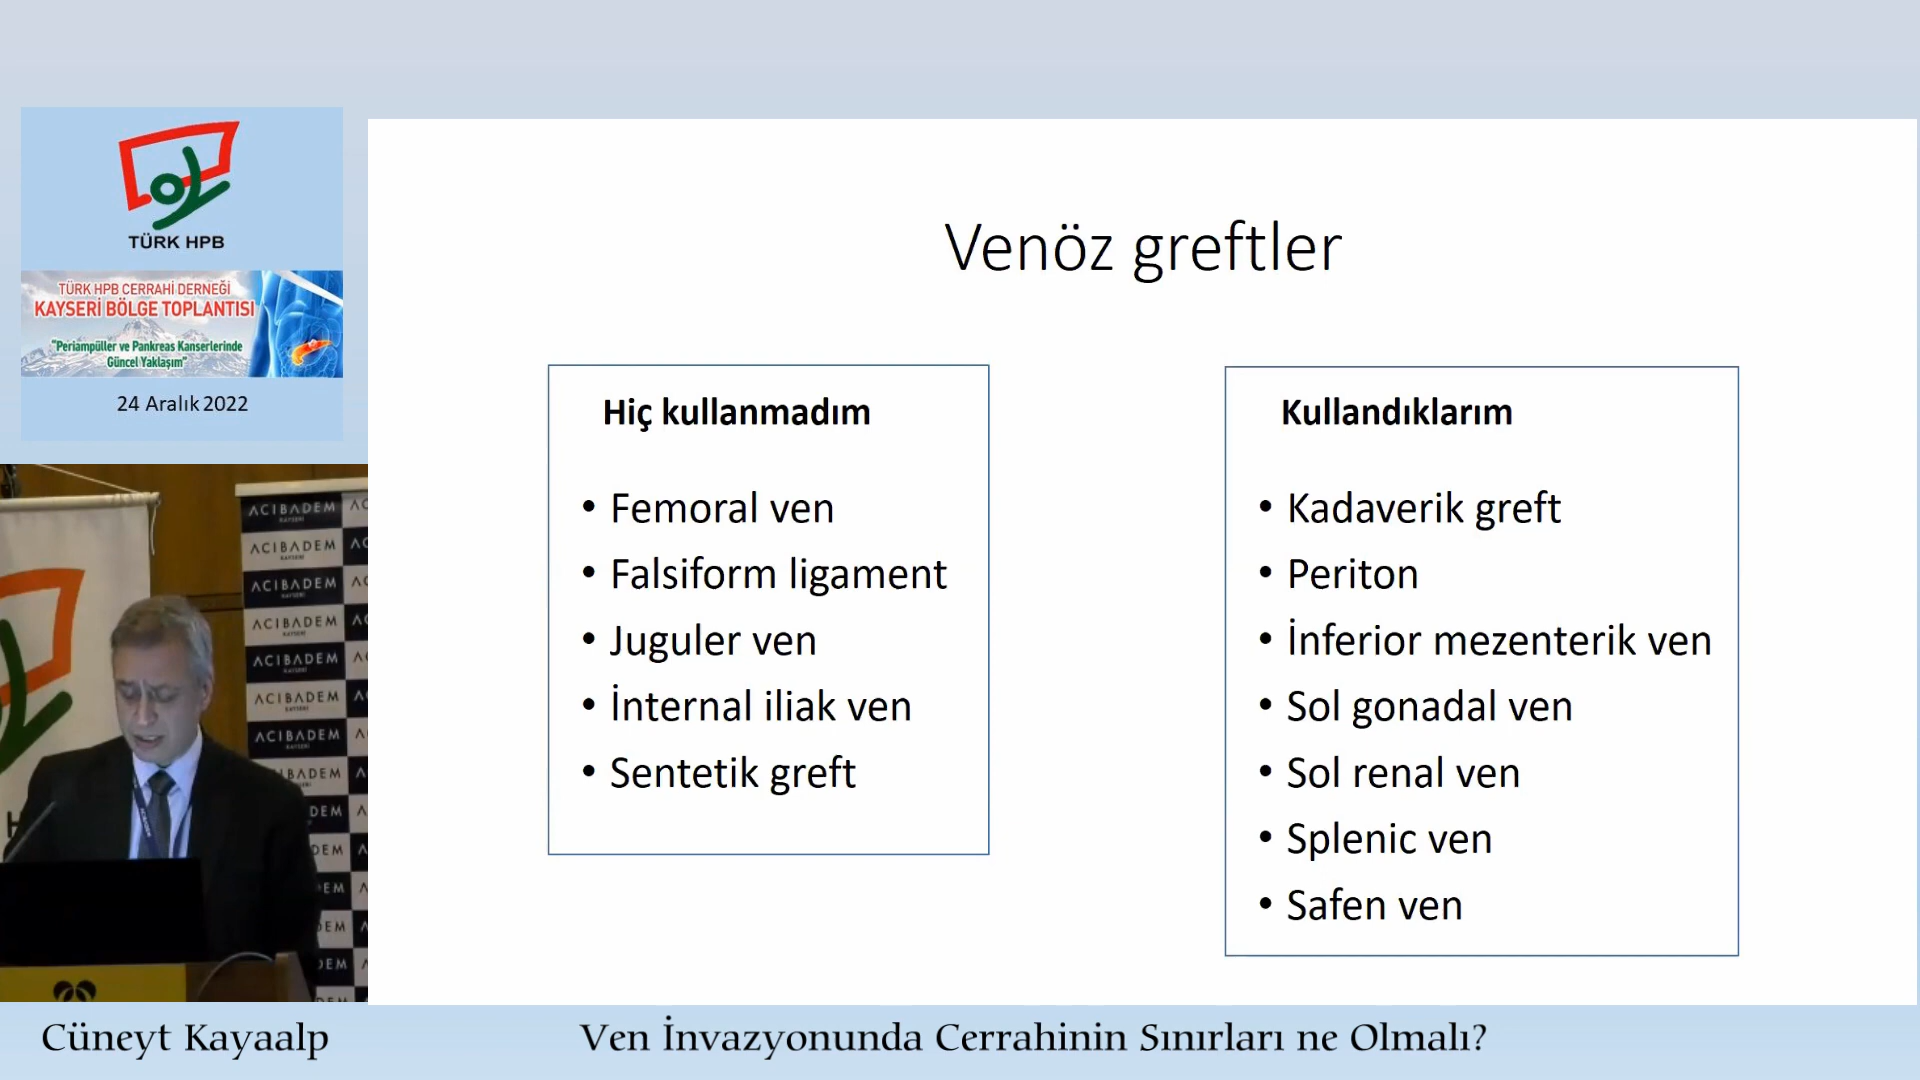 TÜRK HPB
TÜRK HPB CERRAHİ DERNEĞİ
KAYSERİ BÖLGE TOPLANTISI
"Periampüller ve Pankreas Kanserlerinde
Güncel Yaklaşım"
24 Aralık 2022
ACIBADEM
KAYSERİ
ACIBADEM
ACIBADEM
ACIBADEM
ACIBADEM
ACIBADEM
ACIBADEM
Venöz greftler
Hiç kullanmadım
• Femoral ven
• Falsiform ligament
• Juguler ven
• İnternal iliak ven
• Sentetik greft
Kullandıklarım
• Kadaverik greft
• Periton
• İnferior mezenterik ven
• Sol gonadal ven
• Sol renal ven
• Splenic ven
• Safen ven
Cüneyt Kayaalp
Ven İnvazyonunda Cerrahinin Sınırları ne Olmalı?